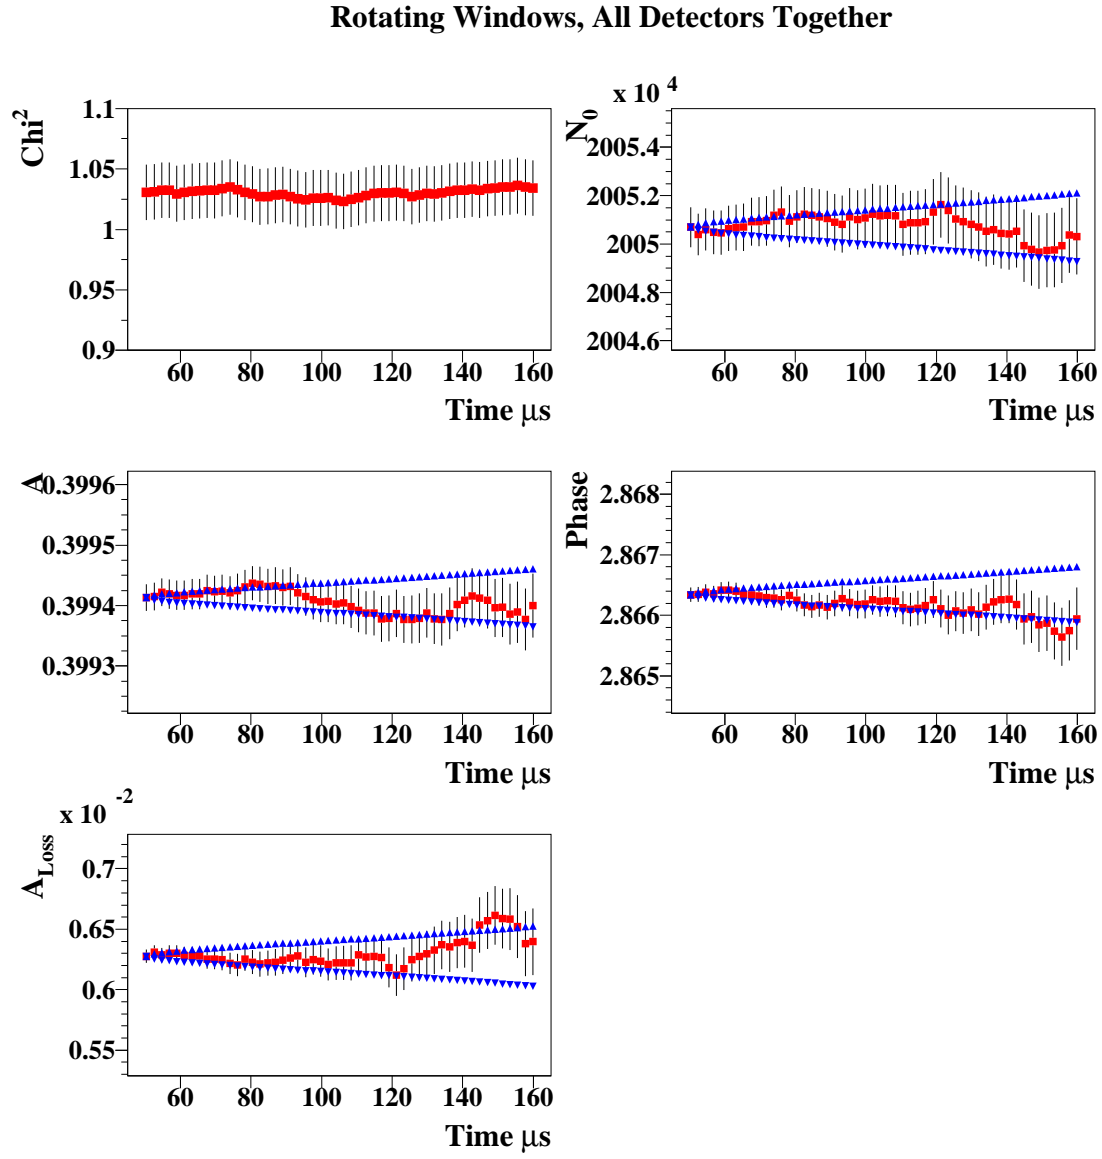 Rotating Windows, All Detectors Together
Chi²
1.1
1.05
1
0.95
0.9
60 80 100 120 140 160
Time μs
x 10 4
N0
2005.4
2005.2
2005
2004.8
2004.6
60 80 100 120 140 160
Time μs
A
0.3996
0.3995
0.3994
0.3993
60 80 100 120 140 160
Time μs
Phase
2.868
2.867
2.866
2.865
60 80 100 120 140 160
Time μs
x 10 -2
ALoss
0.7
0.65
0.6
0.55
60 80 100 120 140 160
Time μs